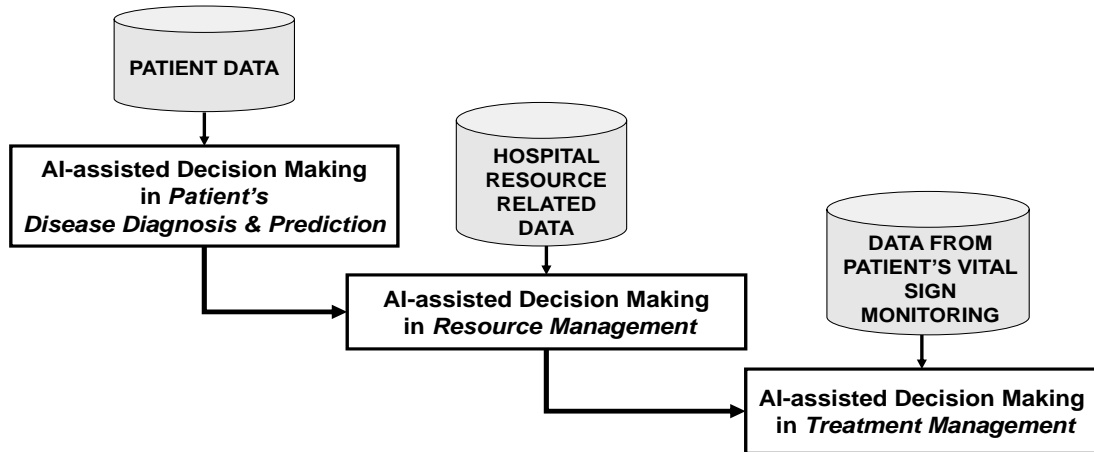 PATIENT DATA
AI-assisted Decision Making
in Patient's
Disease Diagnosis & Prediction
HOSPITAL
RESOURCE
RELATED
DATA
AI-assisted Decision Making
in Resource Management
DATA FROM
PATIENT'S VITAL
SIGN
MONITORING
AI-assisted Decision Making
in Treatment Management